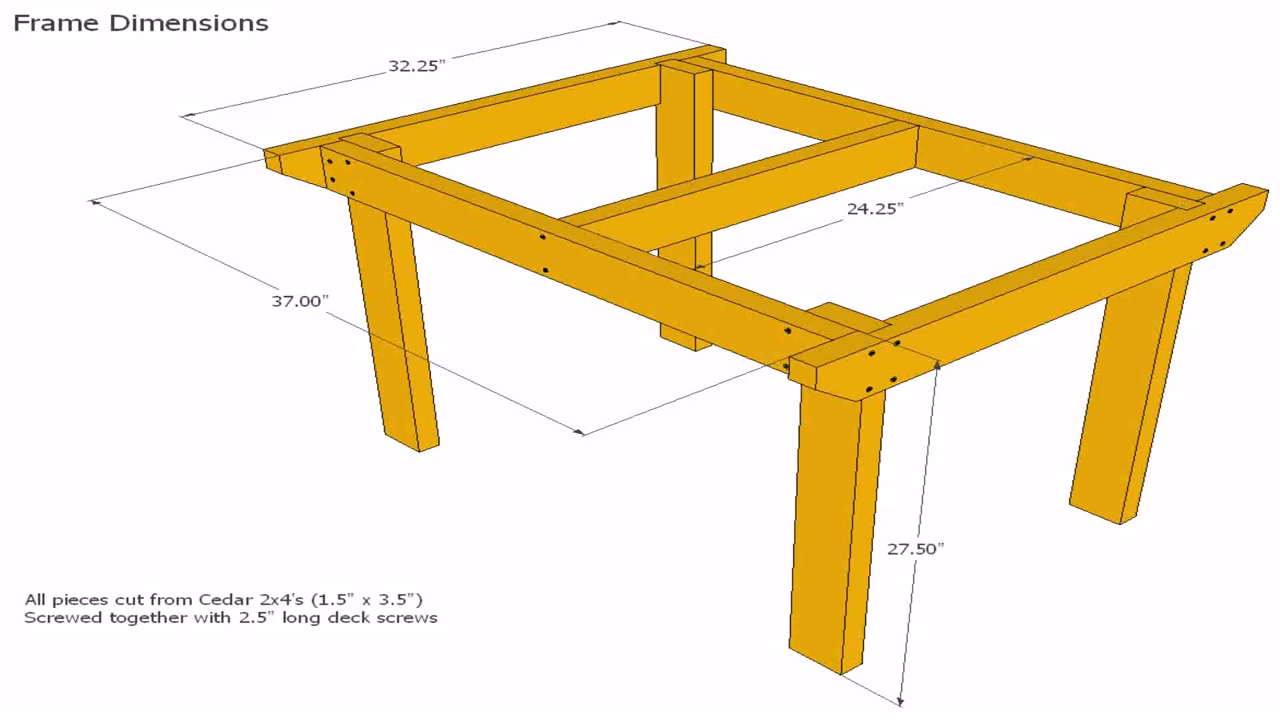 Frame Dimensions
32.25"
24.25"
37.00"
27.50"
All pieces cut from Cedar 2x4's (1.5" x 3.5")
Screwed together with 2.5" long deck screws